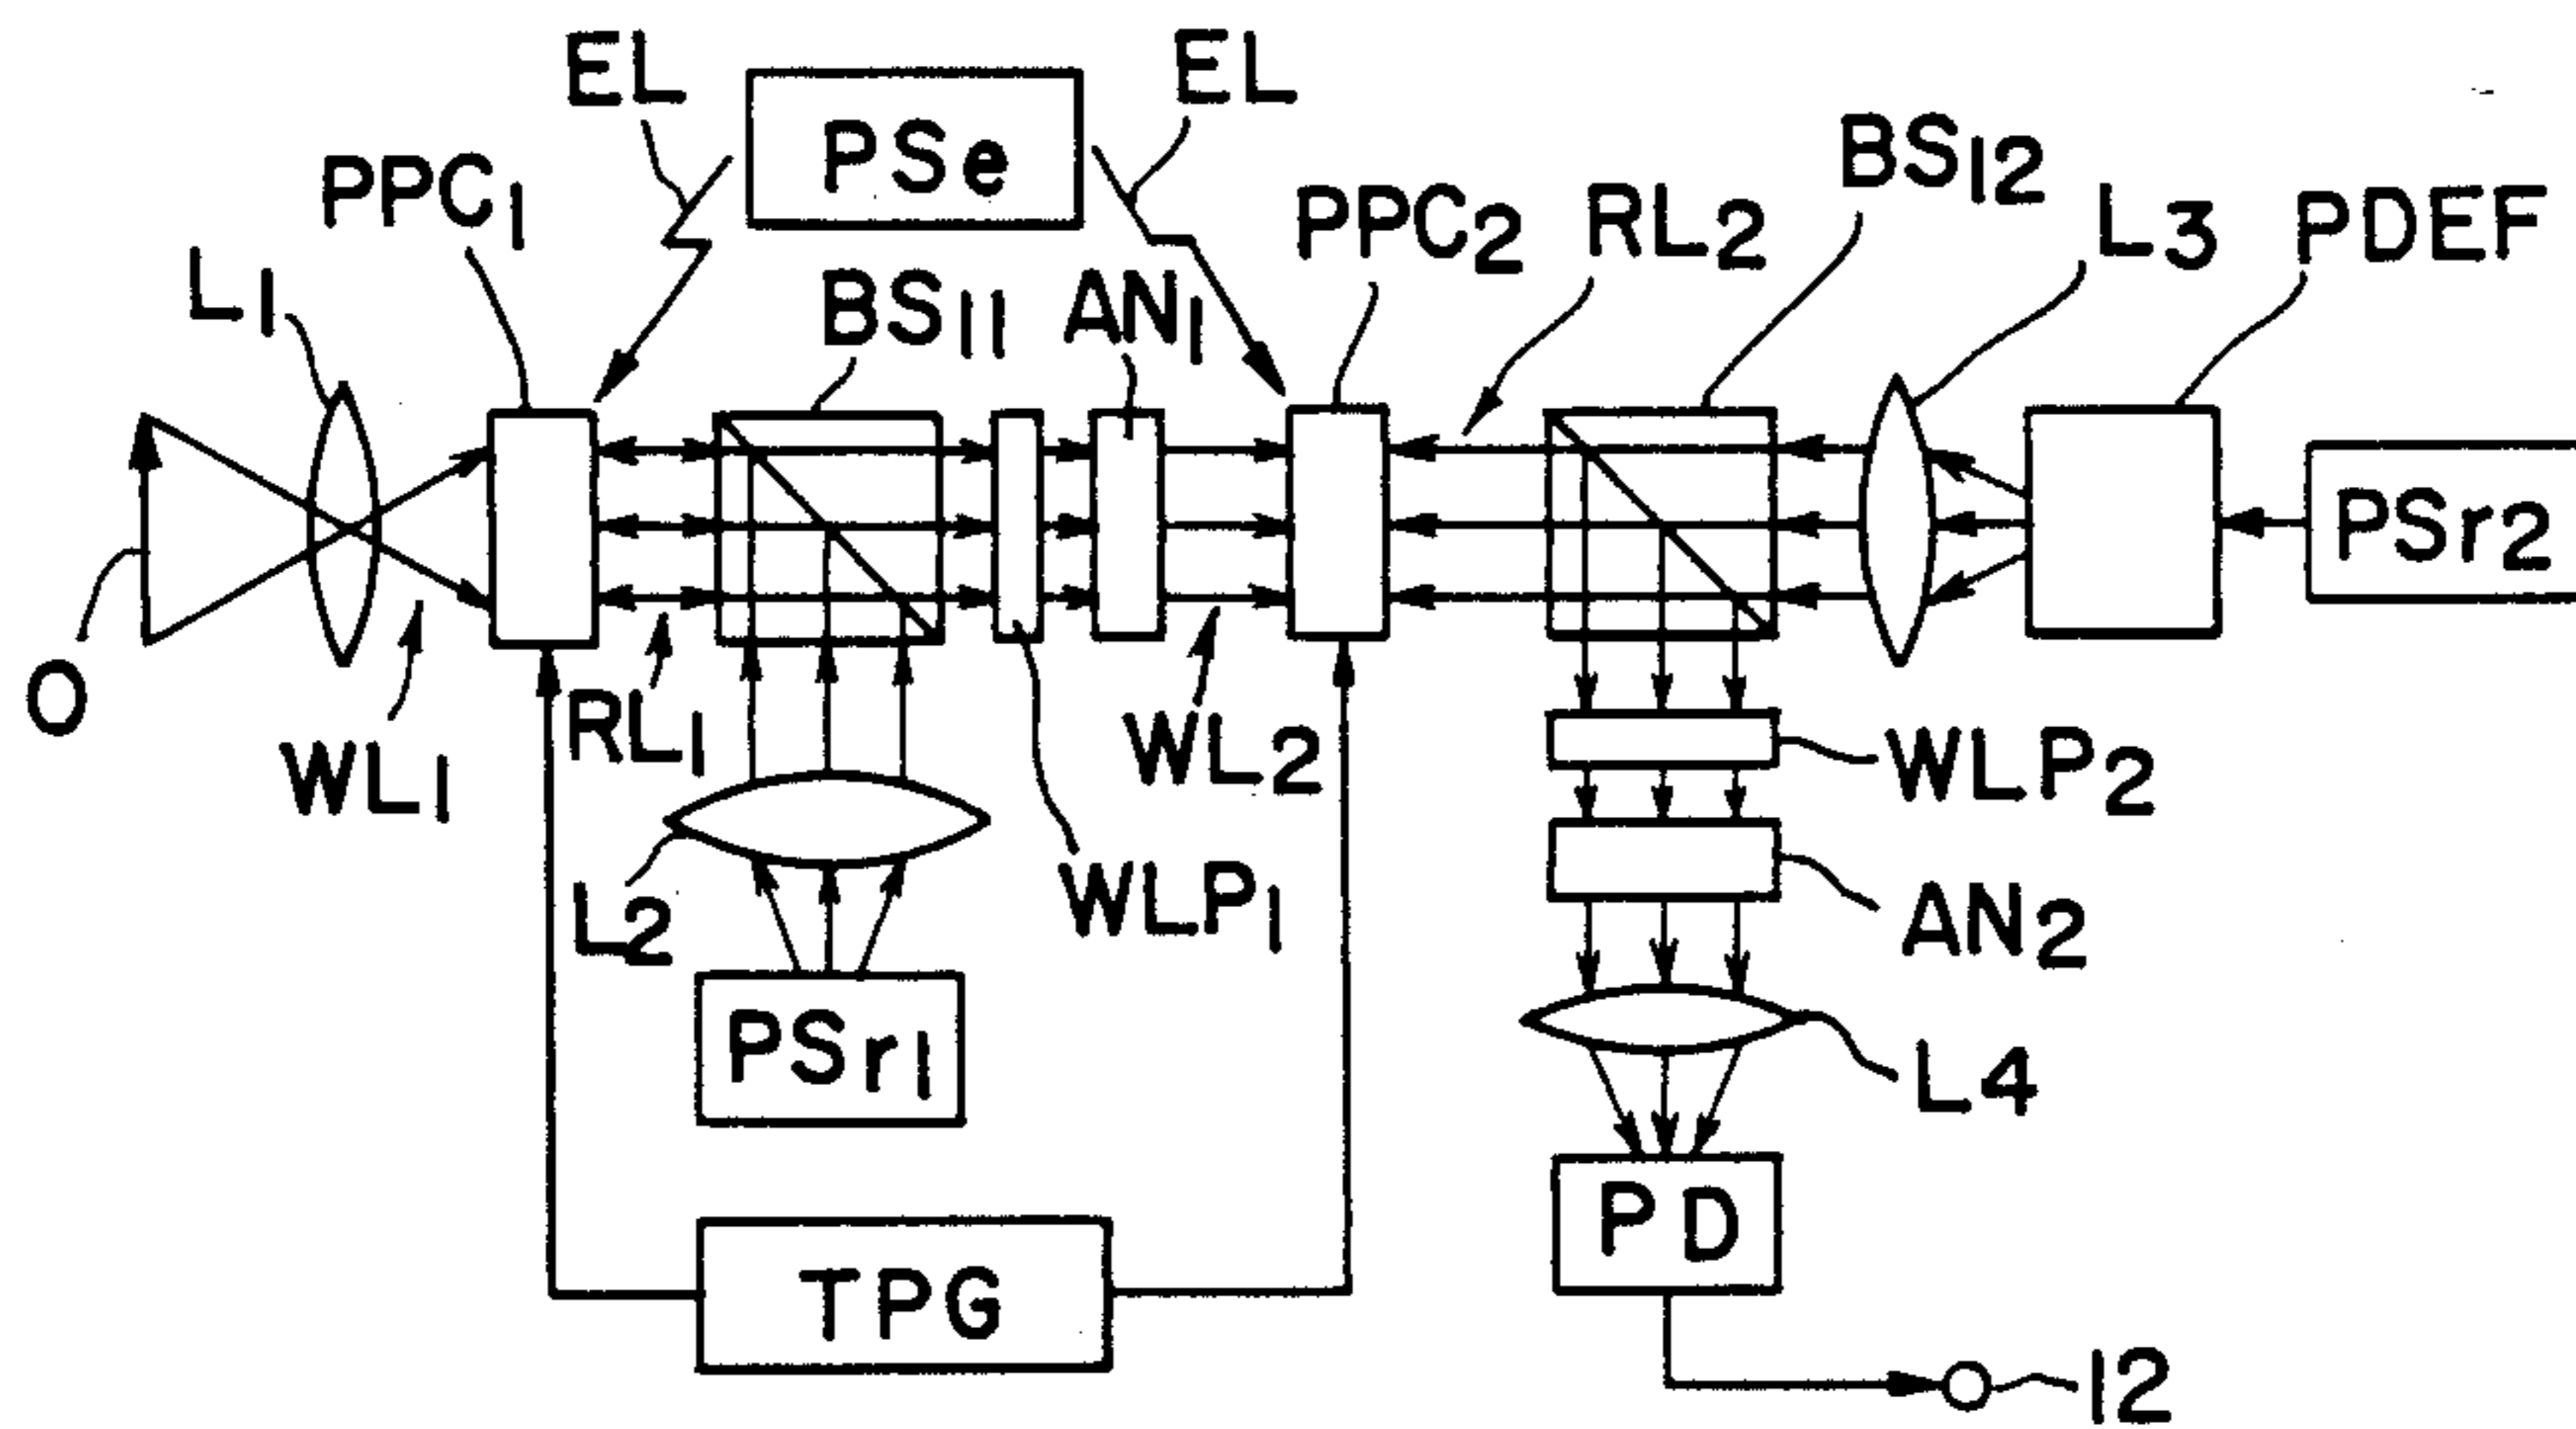 EL
PSe
EL
PPC1
BS12
L1
BS11
AN1
PPC2
RL2
L3
PDEF
PSr2
O
WL1
RL1
WL2
WLP2
L2
WLP1
AN2
PSr1
L4
TPG
PD
12